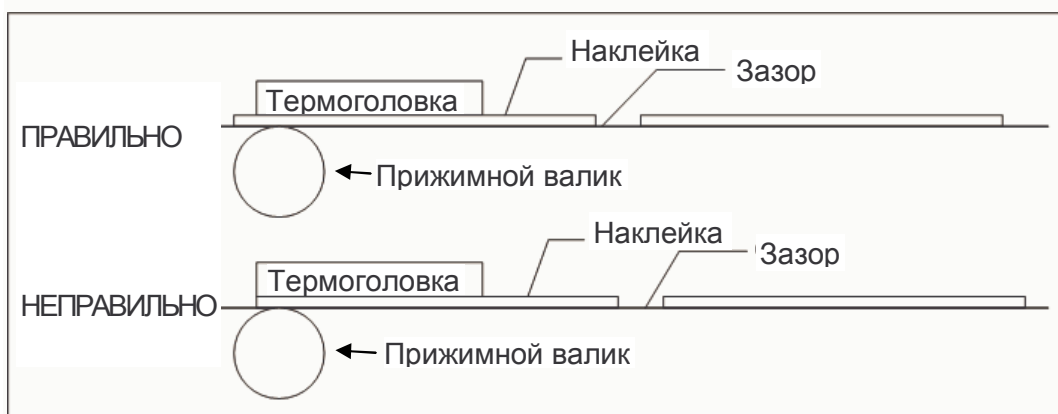 Наклейка
Зазор
Термоголовка
ПРАВИЛЬНО
Прижимной валик
Наклейка
Зазор
Термоголовка
НЕПРАВИЛЬНО
Прижимной валик